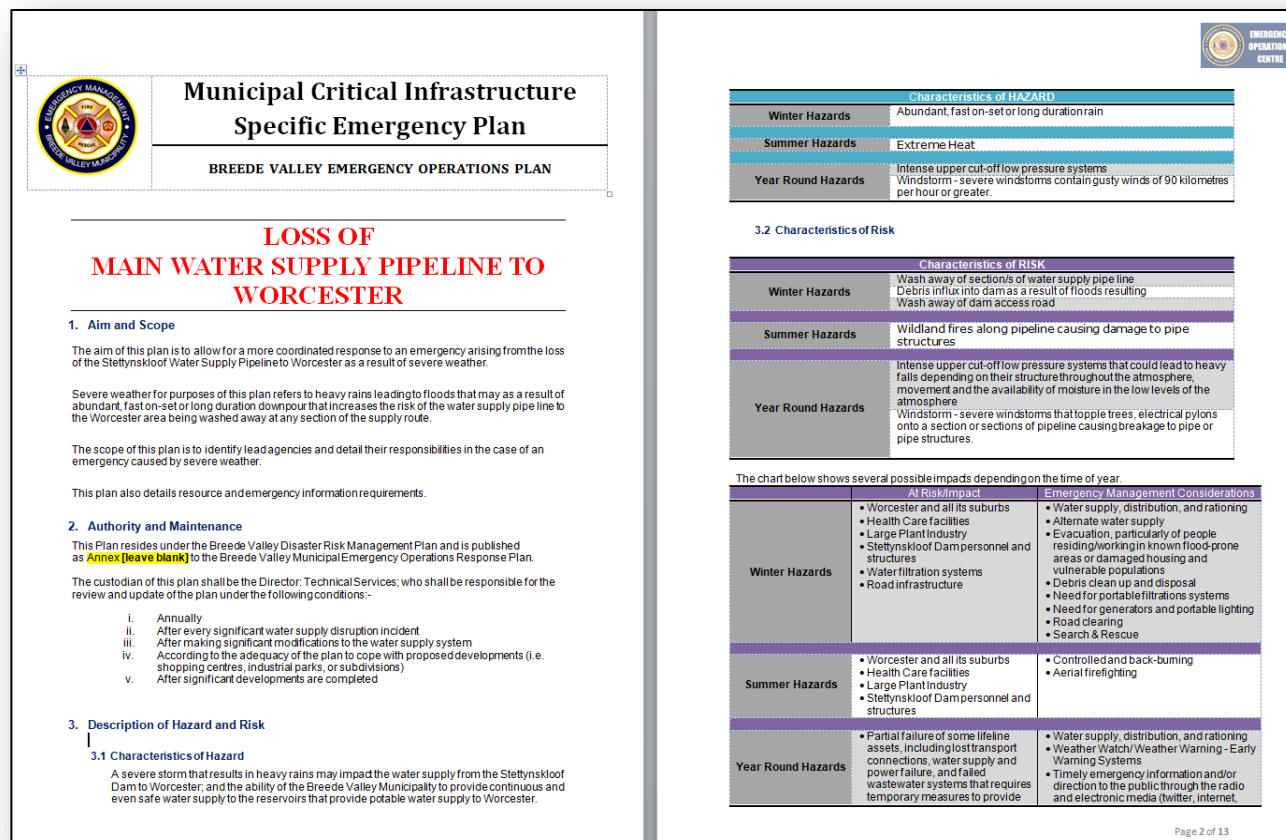 EMERGENCY MANAGEMENT
FIRE
RESCUE
BREEDE VALLEY MUNICIPALITY
Municipal Critical Infrastructure
Specific Emergency Plan
BREEDE VALLEY EMERGENCY OPERATIONS PLAN
LOSS OF
MAIN WATER SUPPLY PIPELINE TO
WORCESTER
1. Aim and Scope
The aim of this plan is to allow for a more coordinated response to an emergency arising from the loss
of the Stettynskloof Water Supply Pipeline to Worcester as a result of severe weather.
Severe weather for purposes of this plan refers to heavy rains leading to floods that may as a result of
abundant, fast on-set or long duration downpour that increases the risk of the water supply pipe line to
the Worcester area being washed away at any section of the supply route.
The scope of this plan is to identify lead agencies and detail their responsibilities in the case of an
emergency caused by severe weather.
This plan also details resource and emergency information requirements.
2. Authority and Maintenance
This Plan resides under the Breede Valley Disaster Risk Management Plan and is published
as Annex [leave blank] to the Breede Valley Municipal Emergency Operations Response Plan.
The custodian of this plan shall be the Director: Technical Services; who shall be responsible for the
review and update of the plan under the following conditions:-
i. Annually
ii. After every significant water supply disruption incident
iii. After making significant modifications to the water supply system
iv. According to the adequacy of the plan to cope with proposed developments (i.e.
shopping centres, industrial parks, or subdivisions)
v. After significant developments are completed
3. Description of Hazard and Risk
3.1 Characteristics of Hazard
A severe storm that results in heavy rains may impact the water supply from the Stettynskloof
Dam to Worcester; and the ability of the Breede Valley Municipality to provide continuous and
even safe water supply to the reservoirs that provide potable water supply to Worcester.
EMERGENCY
OPERATIONS
CENTRE
Characteristics of HAZARD
Winter Hazards
Abundant, fast on-set or long duration rain
Summer Hazards
Extreme Heat
Year Round Hazards
Intense upper cut-off low pressure systems
Windstorm - severe windstorms contain gusty winds of 90 kilometres
per hour or greater.
3.2 Characteristics of Risk
Characteristics of RISK
Winter Hazards
Wash away of section/s of water supply pipe line
Debris influx into dam as a result of floods resulting
Wash away of dam access road
Summer Hazards
Wildland fires along pipeline causing damage to pipe
structures
Year Round Hazards
Intense upper cut-off low pressure systems that could lead to heavy
falls depending on their structure throughout the atmosphere,
movement and the availability of moisture in the low levels of the
atmosphere
Windstorm - severe windstorms that topple trees, electrical pylons
onto a section or sections of pipeline causing breakage to pipe or
pipe structures.
The chart below shows several possible impacts depending on the time of year.
At Risk/Impact
Emergency Management Considerations
Winter Hazards
• Worcester and all its suburbs
• Health Care facilities
• Large Plant Industry
• Stettynskloof Dam personnel and
structures
• Water filtration systems
• Road infrastructure
• Water supply, distribution, and rationing
• Alternate water supply
• Evacuation, particularly of people
residing/working in known flood-prone
areas or damaged housing and
vulnerable populations
• Debris clean up and disposal
• Need for portable filtrations systems
• Need for generators and portable lighting
• Road clearing
• Search & Rescue
Summer Hazards
• Worcester and all its suburbs
• Health Care facilities
• Large Plant Industry
• Stettynskloof Dam personnel and
structures
• Controlled and back-burning
• Aerial firefighting
Year Round Hazards
• Partial failure of some lifeline
assets, including lost transport
connections, water supply and
power failure, and failed
wastewater systems that requires
temporary measures to provide
• Water supply, distribution, and rationing
• Weather Watch/ Weather Warning - Early
Warning Systems
• Timely emergency information and/or
direction to the public through the radio
and electronic media (twitter, internet,
Page 2 of 13